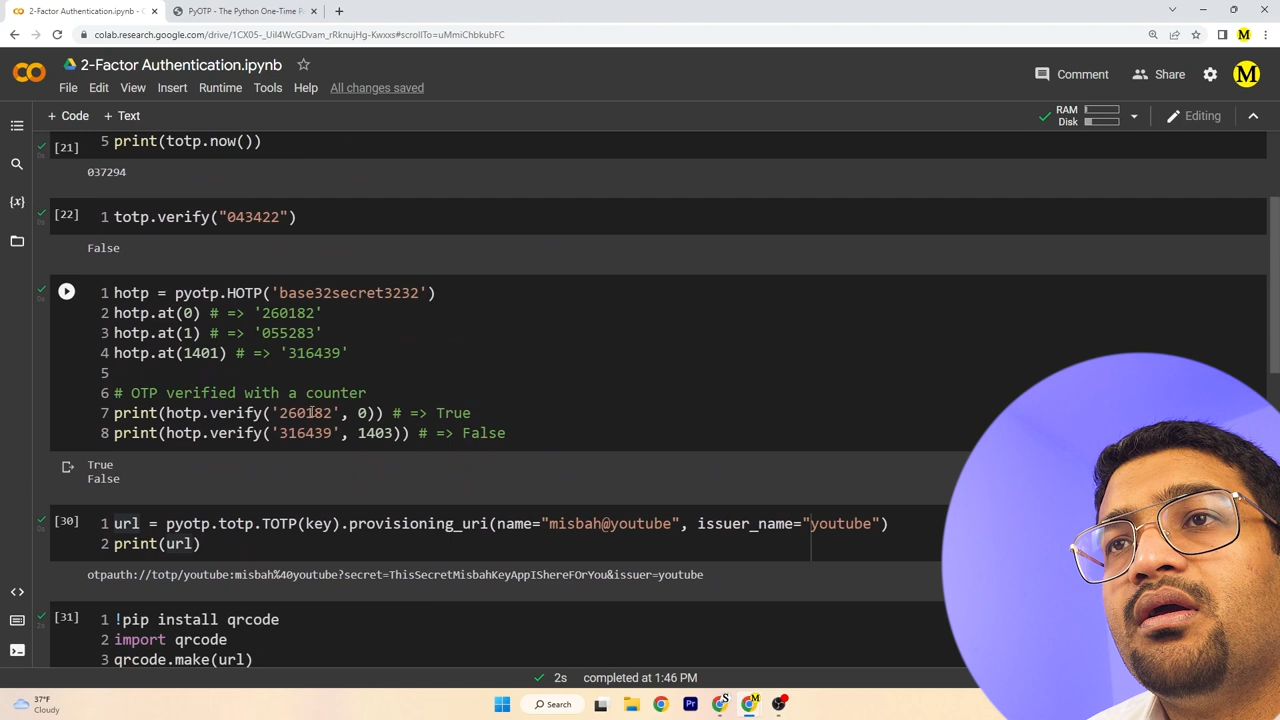 2-Factor Authentication.ipynb - C
PyOTP - The Python One-Time P
colab.research.google.com/drive/1CX05-_Uil4WcGDvam_rRknujHg-Kwxxs#scrollTo=uMmiChbkubFC
M
2-Factor Authentication.ipynb
Comment
Share
M
File Edit View Insert Runtime Tools Help All changes saved
+ Code + Text
RAM
Disk
Editing
[21] 5 print(totp.now())
0s
037294
[22] 1 totp.verify("043422")
0s
False
1 hotp = pyotp.HOTP('base32secret3232')
0s
2 hotp.at(0) # => '260182'
3 hotp.at(1) # => '055283'
4 hotp.at(1401) # => '316439'
5
6 # OTP verified with a counter
7 print(hotp.verify('260182', 0)) # => True
8 print(hotp.verify('316439', 1403)) # => False
True
False
[30] 1 url = pyotp.totp.TOTP(key).provisioning_uri(name="misbah@youtube", issuer_name="youtube")
0s
2 print(url)
otpauth://totp/youtube:misbah%40youtube?secret=ThisSecretMisbahKeyAppIShereFOrYou&issuer=youtube
[31] 1 !pip install qrcode
2s
2 import qrcode
3 qrcode.make(url)
2s completed at 1:46 PM
37°F
Cloudy
Search
Pr
S
M